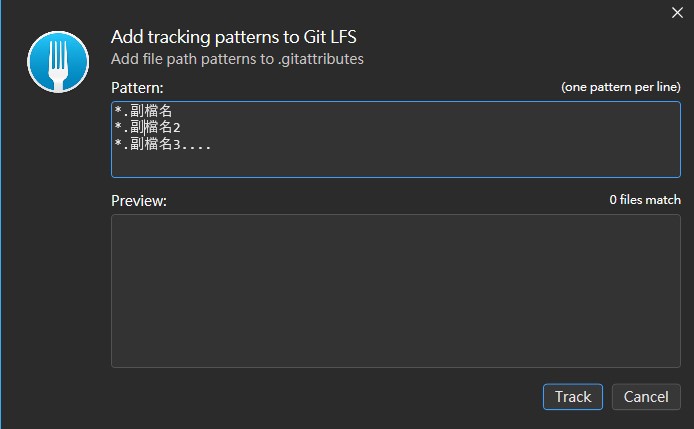 Add tracking patterns to Git LFS
Add file path patterns to .gitattributes
Pattern: (one pattern per line)
*.副檔名
*.副檔名2
*.副檔名3....
Preview: 0 files match
Track Cancel